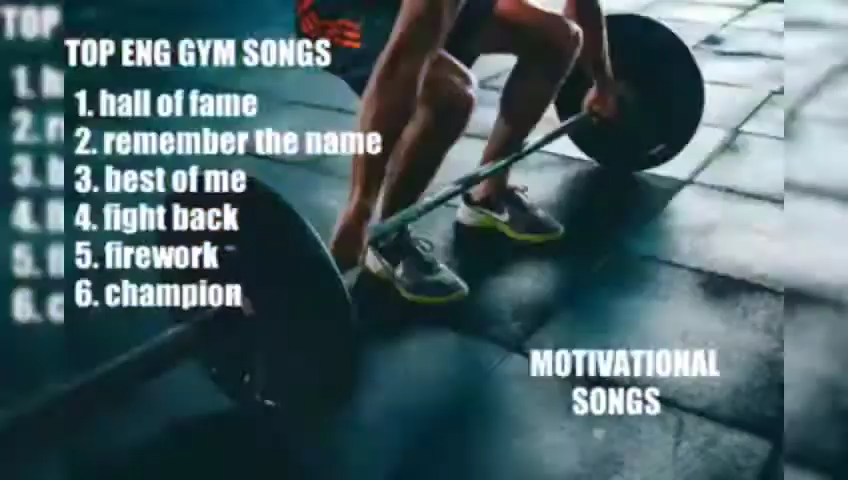 TOP ENG GYM SONGS
1. hall of fame
2. remember the name
3. best of me
4. fight back
5. firework
6. champion
MOTIVATIONAL
SONGS